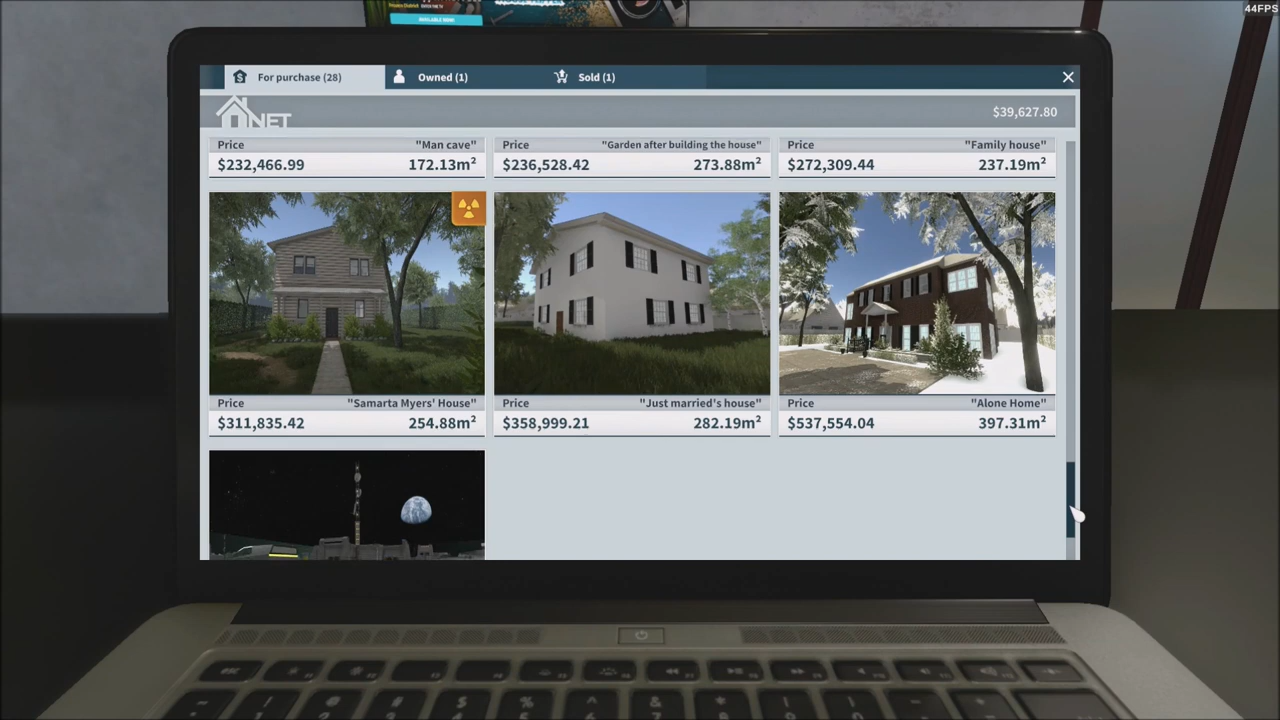 AVAILABLE NOW!
44FPS
For purchase (28) Owned (1) Sold (1)
NET $39,627.80
Price "Man cave" Price "Garden after building the house" Price "Family house"
$232,466.99 172.13m² $236,528.42 273.88m² $272,309.44 237.19m²
Price "Samarta Myers' House" Price "Just married's house" Price "Alone Home"
$311,835.42 254.88m² $358,999.21 282.19m² $537,554.04 397.31m²
esc